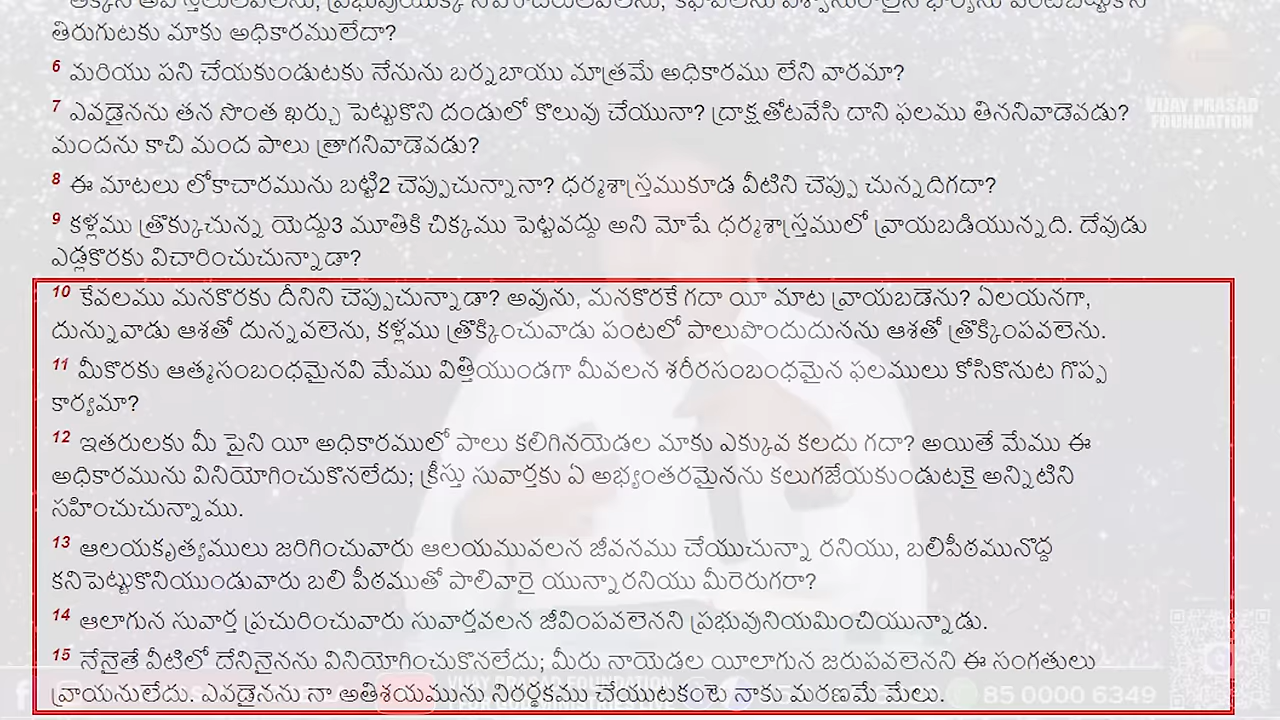 తిరుగుటకు మాకు అధికారములేదా?
6 మరియు పని చేయకుండుటకు నేనును బర్నబాయు మాత్రమే అధికారము లేని వారమా?
7 ఎవడైనను తన సొంత ఖర్చు పెట్టుకొని దండులో కొలువు చేయునా? ద్రాక్షతోటవేసి దాని ఫలము తిననివాడెవడు?
మందను కాచి మంద పాలు త్రాగనివాడెవడు?
VIJAY PRASAD
FOUNDATION
8 ఈ మాటలు లోకాచారమును బట్టి2 చెప్పుచున్నానా? ధర్మశాస్త్రముకూడ వీటిని చెప్పు చున్నదిగదా?
9 కళ్లము త్రొక్కుచున్న యెద్దు3 మూతికి చిక్కము పెట్టవద్దు అని మోషే ధర్మశాస్త్రములో వ్రాయబడియున్నది. దేవుడు
ఎడ్లకొరకు విచారించుచున్నాడా?
10 కేవలము మనకొరకు దీనిని చెప్పుచున్నాడా? అవును, మనకొరకే గదా యీ మాట వ్రాయబడెను? ఏలయనగా,
దున్నువాడు ఆశతో దున్నవలెను, కళ్లము త్రొక్కించువాడు పంటలో పాలుపొందుదునను ఆశతో త్రొక్కింపవలెను.
11 మీకొరకు ఆత్మసంబంధమైనవి మేము విత్తియుండగా మీవలన శరీరసంబంధమైన ఫలములు కోసికొనుట గొప్ప
కార్యమా?
12 ఇతరులకు మీ పైని యీ అధికారములో పాలు కలిగినయెడల మాకు ఎక్కువ కలదు గదా? అయితే మేము ఈ
అధికారమును వినియోగించుకొనలేదు; క్రీస్తు సువార్తకు ఏ అభ్యంతరమైనను కలుగజేయకుండుటకై అన్నిటిని
సహించుచున్నాము.
13 ఆలయకృత్యములు జరిగించువారు ఆలయమువలన జీవనము చేయుచున్నా రనియు, బలిపీఠమునొద్ద
కనిపెట్టుకొనియుండువారు బలి పీఠముతో పాలివారై యున్నారనియు మీరెరుగరా?
14 ఆలాగున సువార్త ప్రచురించువారు సువార్తవలన జీవింపవలెనని ప్రభువునియమించియున్నాడు.
15 నేనైతే వీటిలో దేనినైనను వినియోగించుకొనలేదు; మీరు నాయెడల యీలాగున జరుపవలెనని ఈ సంగతులు
వ్రాయనులేదు. ఎవడైనను నా అతిశయమును నిరర్థకము చేయుటకంటె నాకు మరణమే మేలు.
VIJAY PRASAD FOUNDATION
85 0000 6349